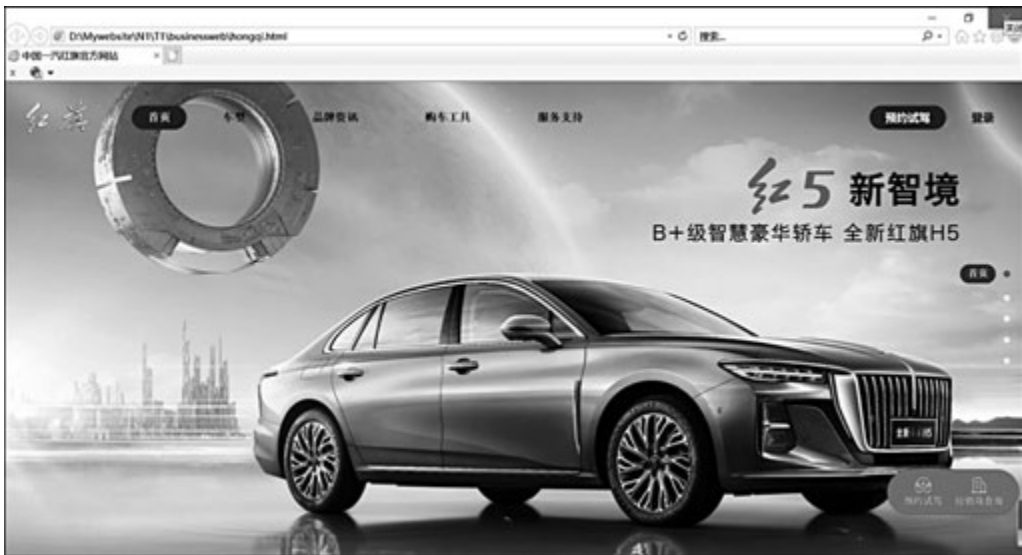 D:\Mywebsite\N1\T1\businessweb\hongqi.html
搜索...
中国一汽红旗官方网站
红旗 首页 车型 品牌资讯 购车工具 服务支持 预约试驾 登录
红5 新智境
B+级智慧豪华轿车 全新红旗H5
首页
预约试驾 经销商查询